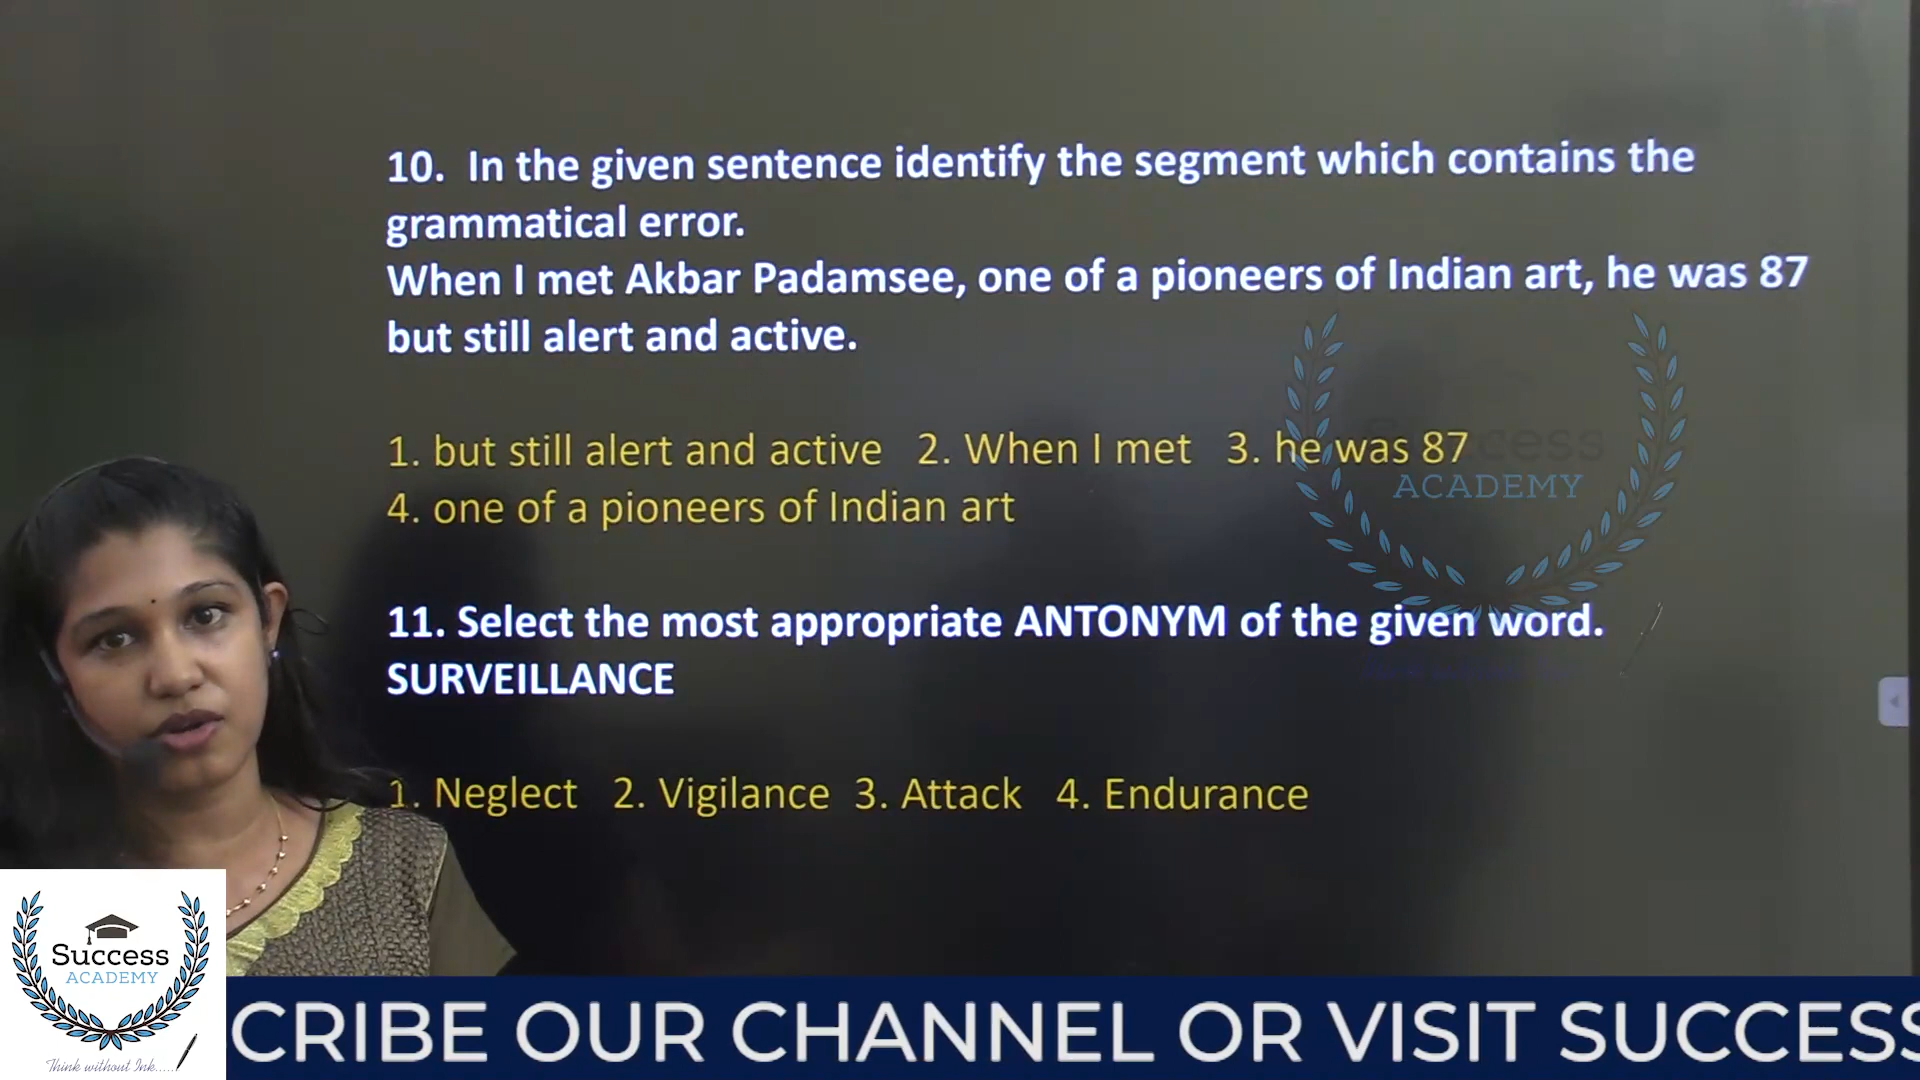 10. In the given sentence identify the segment which contains the
grammatical error.
When I met Akbar Padamsee, one of a pioneers of Indian art, he was 87
but still alert and active.
1. but still alert and active 2. When I met 3. he was 87
4. one of a pioneers of Indian art
Success
ACADEMY
11. Select the most appropriate ANTONYM of the given word.
SURVEILLANCE
Think without Ink.....
1. Neglect 2. Vigilance 3. Attack 4. Endurance
Success
ACADEMY
Think without Ink.....
CRIBE OUR CHANNEL OR VISIT SUCCESS